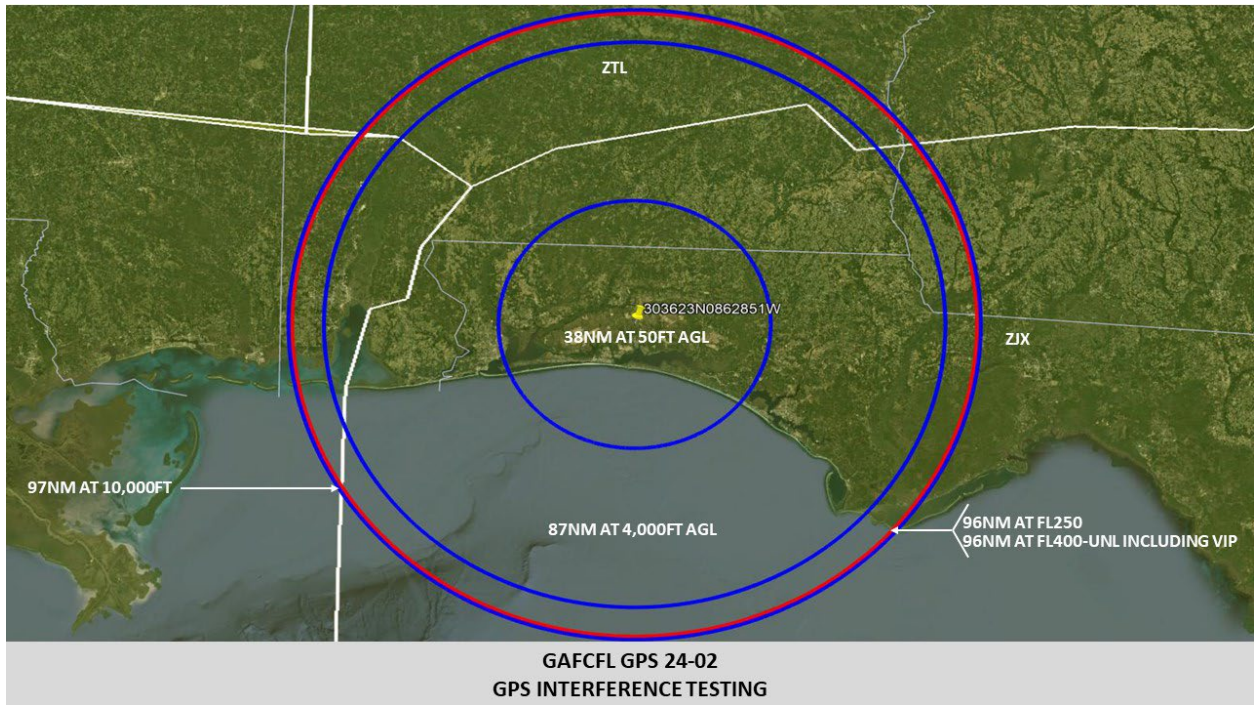 ZTL
303623N0862851W
38NM AT 50FT AGL
ZJX
97NM AT 10,000FT
87NM AT 4,000FT AGL
96NM AT FL250
96NM AT FL400-UNL INCLUDING VIP
GAFCFL GPS 24-02
GPS INTERFERENCE TESTING